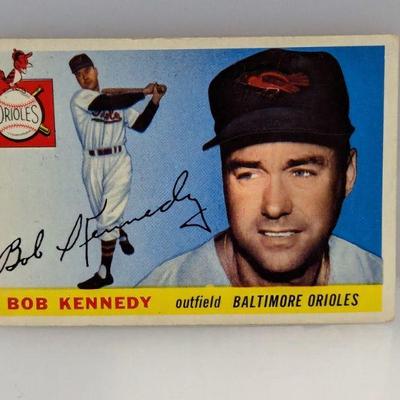 ORIOLES
Bob Kennedy
BOB KENNEDY outfield BALTIMORE ORIOLES